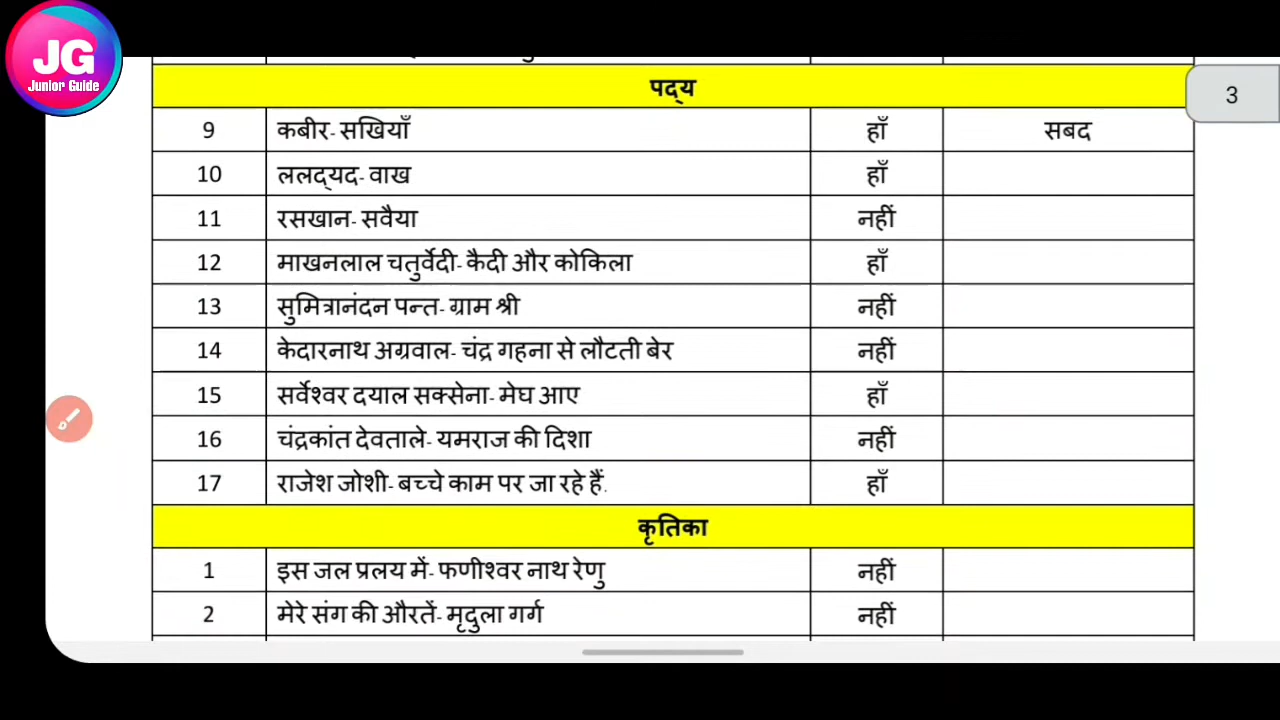 JG
Junior Guide
3
पद्य
9 कबीर- सखियाँ हाँ सबद
10 ललद्यद- वाख हाँ
11 रसखान- सवैया नहीं
12 माखनलाल चतुर्वेदी- कैदी और कोकिला हाँ
13 सुमित्रानंदन पन्त- ग्राम श्री नहीं
14 केदारनाथ अग्रवाल- चंद्र गहना से लौटती बेर नहीं
15 सर्वेश्वर दयाल सक्सेना- मेघ आए हाँ
16 चंद्रकांत देवताले- यमराज की दिशा नहीं
17 राजेश जोशी- बच्चे काम पर जा रहे हैं. हाँ
कृतिका
1 इस जल प्रलय में- फणीश्वर नाथ रेणु नहीं
2 मेरे संग की औरतें- मृदुला गर्ग नहीं